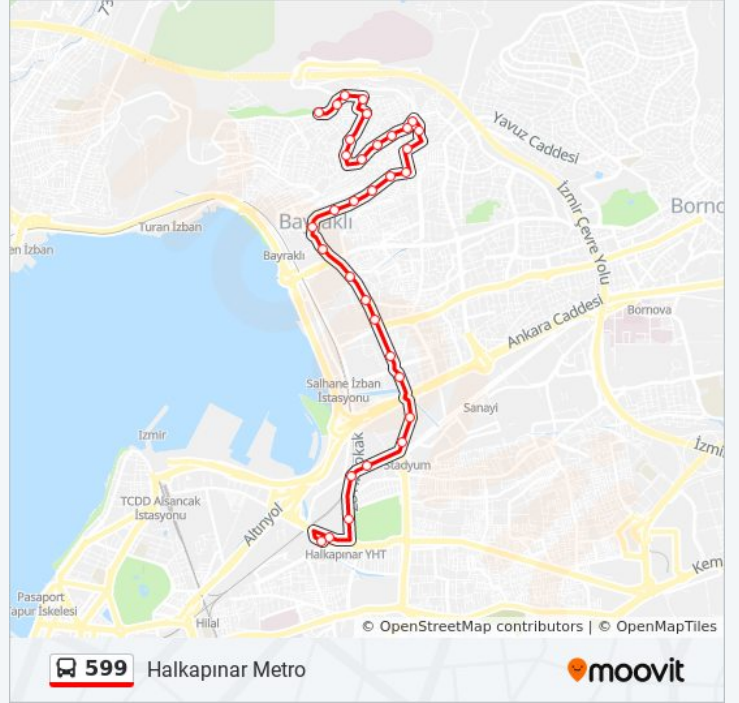 Yavuz Caddesi
İzmir Çevre Yolu
Borno
Bayraklı
Turan İzban
en İzban
Bayraklı
Bornova
Ankara Caddesi
Salhane İzban
İstasyonu
Sanayi
Izmir
Stadyum
İzmi
TCDD Alsancak
İstasyonu
Altınyol
Halkapınar YHT
Kem
Pasaport
apur İskelesi
Hilal
© OpenStreetMap contributors | © OpenMapTiles
599 Halkapınar Metro
moovit